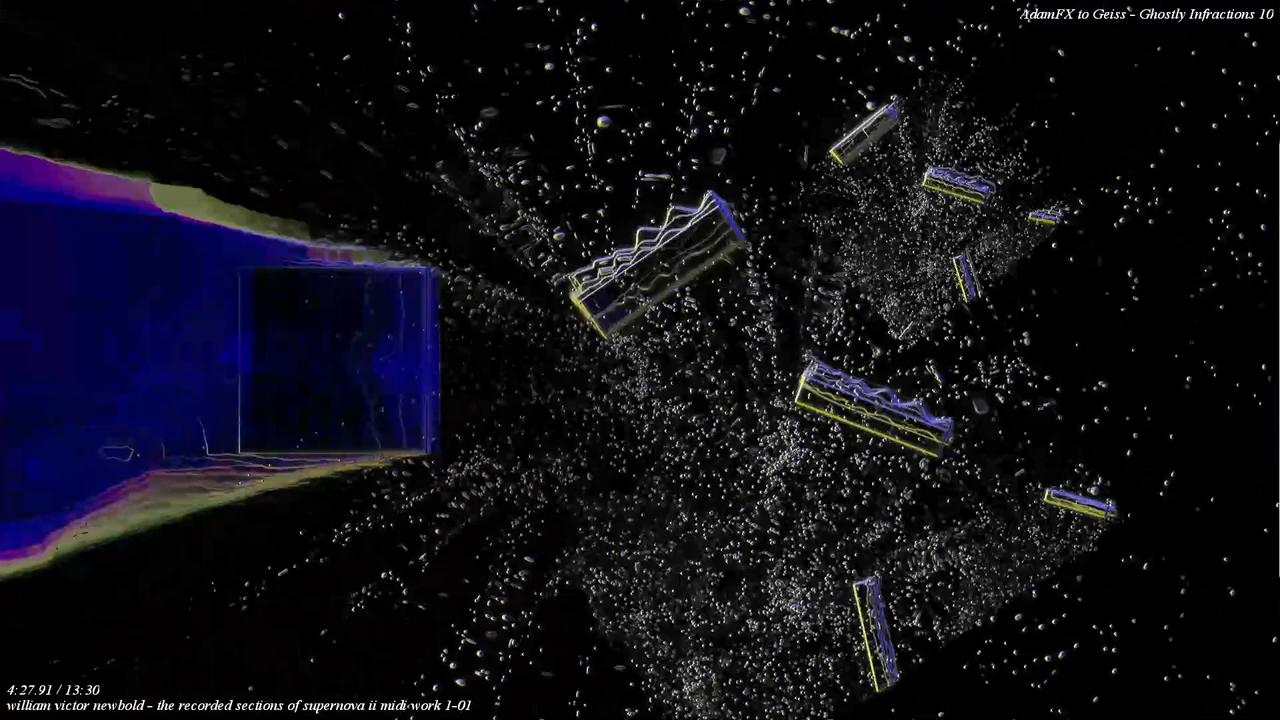 AdamFX to Geiss - Ghostly Infractions 10
4:27.91 / 13:30
william victor newbold - the recorded sections of supernova ii midi work 1-01